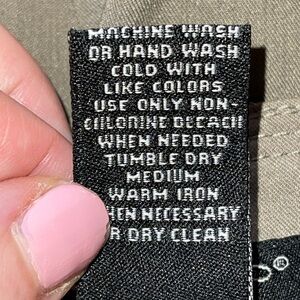 MACHINE WASH
OR HAND WASH
COLD WITH
LIKE COLORS
USE ONLY NON-
CHLORINE BLEACH
WHEN NEEDED
TUMBLE DRY
MEDIUM
WARM IRON
HEN NECESSARY
R DRY CLEAN
®